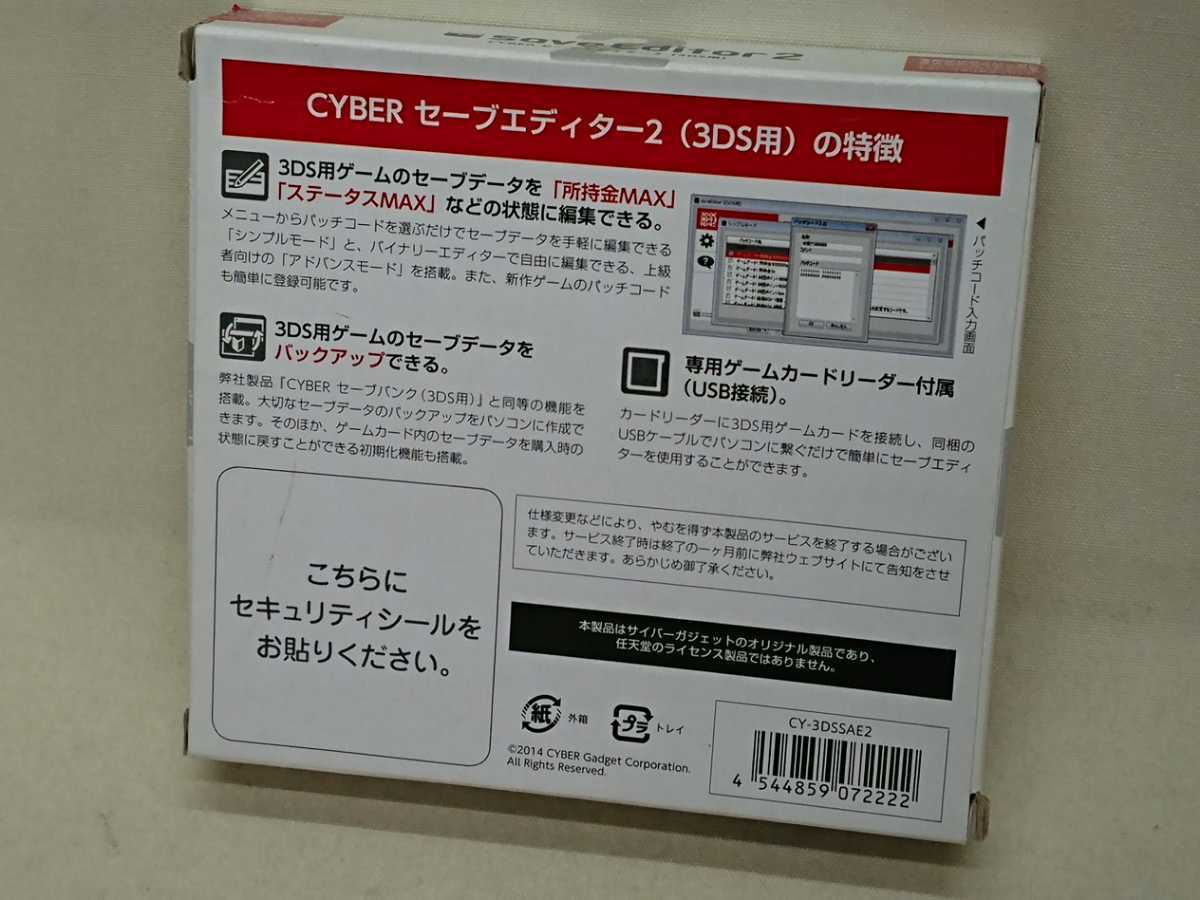 save Editor 2
CYBER セーブエディター2（3DS用）の特徴
3DS用ゲームのセーブデータを「所持金MAX」
「ステータスMAX」などの状態に編集できる。
メニューからパッチコードを選ぶだけでセーブデータを手軽に編集できる
「シンプルモード」と、バイナリーエディターで自由に編集できる、上級
者向けの「アドバンスモード」を搭載。また、新作ゲームのパッチコード
も簡単に登録可能です。
◀パッチコード入力画面
3DS用ゲームのセーブデータを
バックアップできる。
弊社製品『CYBER セーブバンク（3DS用）』と同等の機能を
搭載。大切なセーブデータのバックアップをパソコンに作成で
きます。そのほか、ゲームカード内のセーブデータを購入時の
状態に戻すことができる初期化機能も搭載。
専用ゲームカードリーダー付属
（USB接続）。
カードリーダーに3DS用ゲームカードを接続し、同梱の
USBケーブルでパソコンに繋ぐだけで簡単にセーブエディ
ターを使用することができます。
こちらに
セキュリティシールを
お貼りください。
仕様変更などにより、やむを得ず本製品のサービスを終了する場合がござい
ます。サービス終了時は終了の一ヶ月前に弊社ウェブサイトにて告知をさせ
ていただきます。あらかじめ御了承ください。
本製品はサイバーガジェットのオリジナル製品であり、
任天堂のライセンス製品ではありません。
紙 外箱
プラ トレイ
©2014 CYBER Gadget Corporation.
All Rights Reserved.
CY-3DSSAE2
4 544859 072222